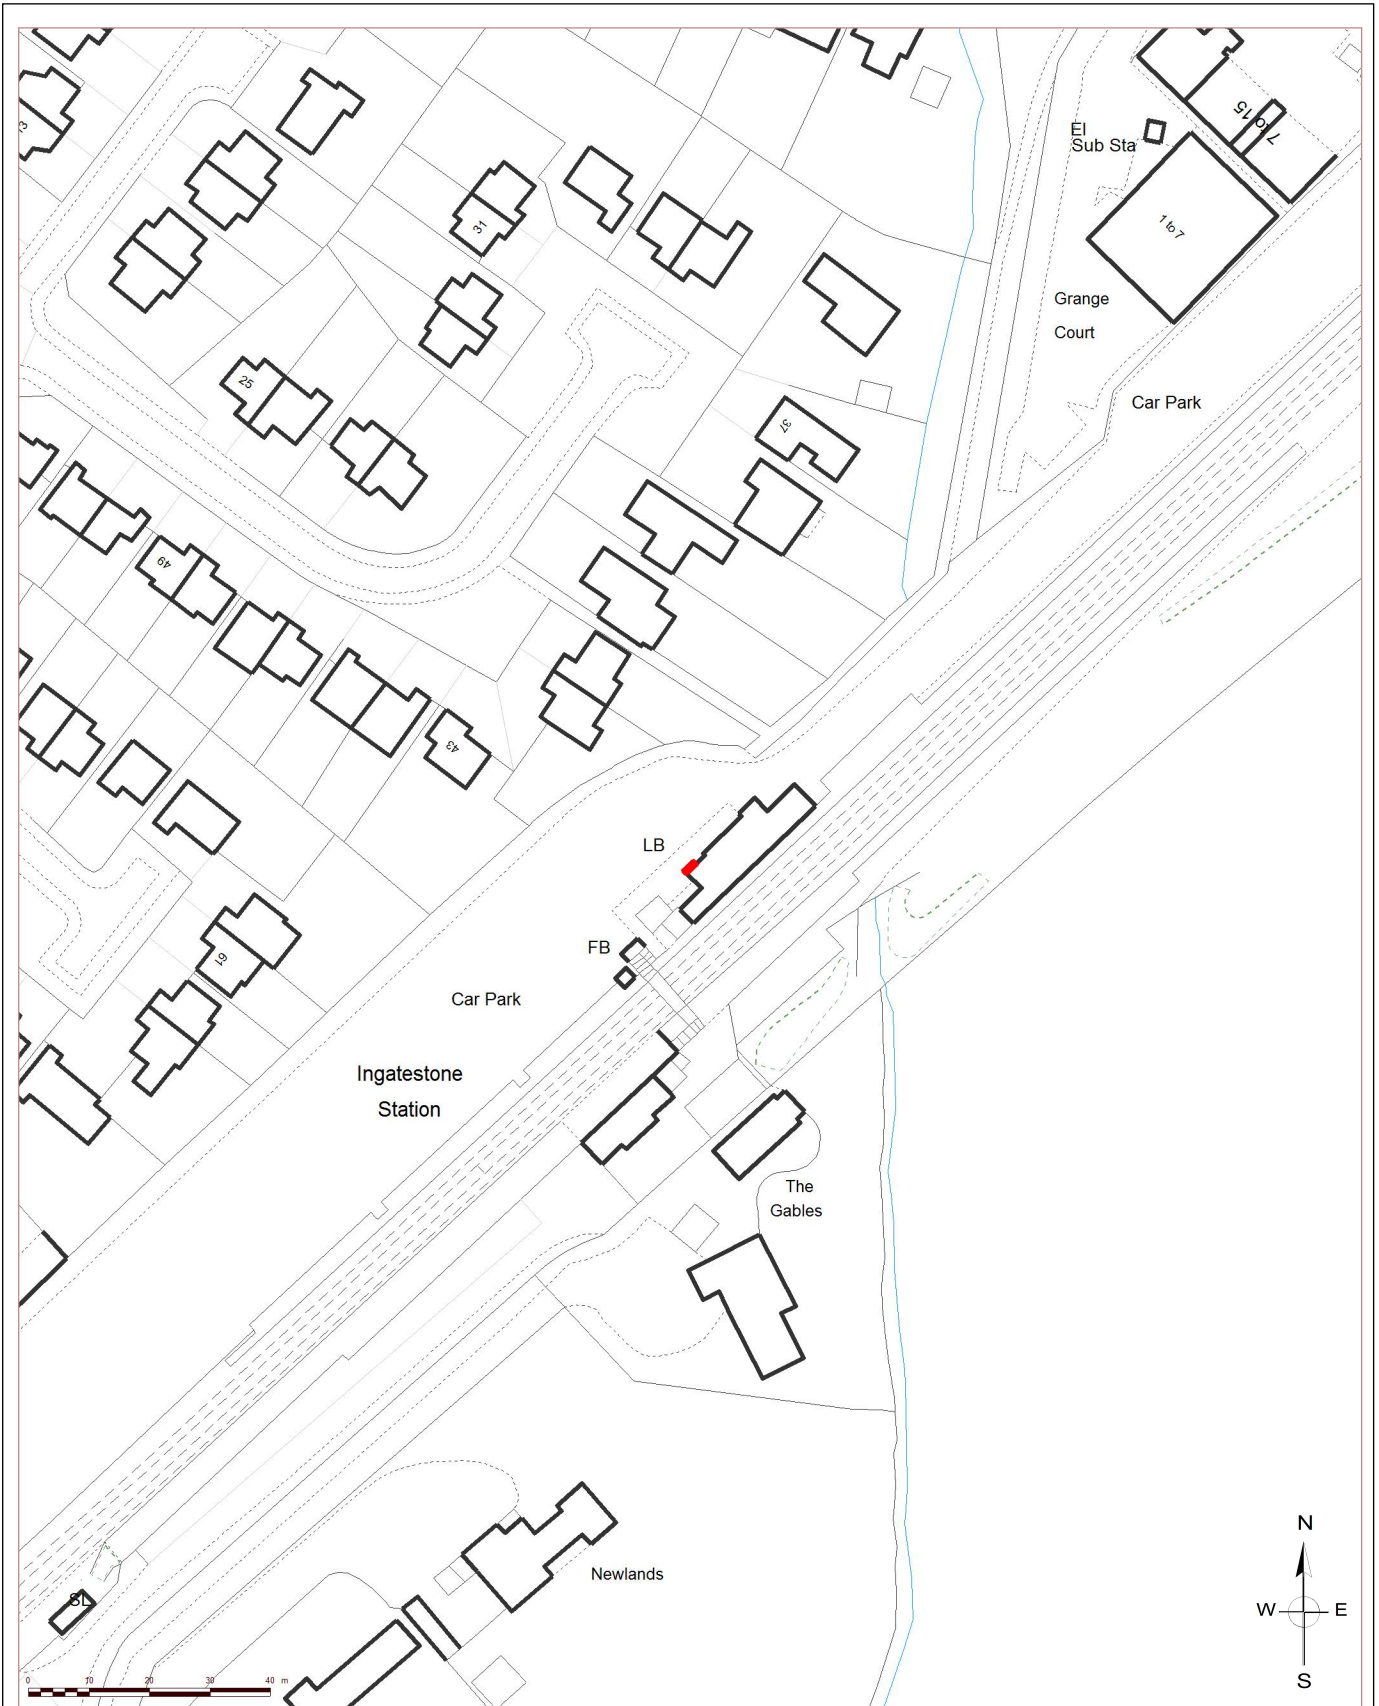 3
7 to 15
El
Sub Sta
1 to 7
31
Grange
Court
25
Car Park
37
49
43
LB
61
FB
Car Park
Ingatestone
Station
The
Gables
N
Newlands
SL
W E
S
0 10 20 30 40 m